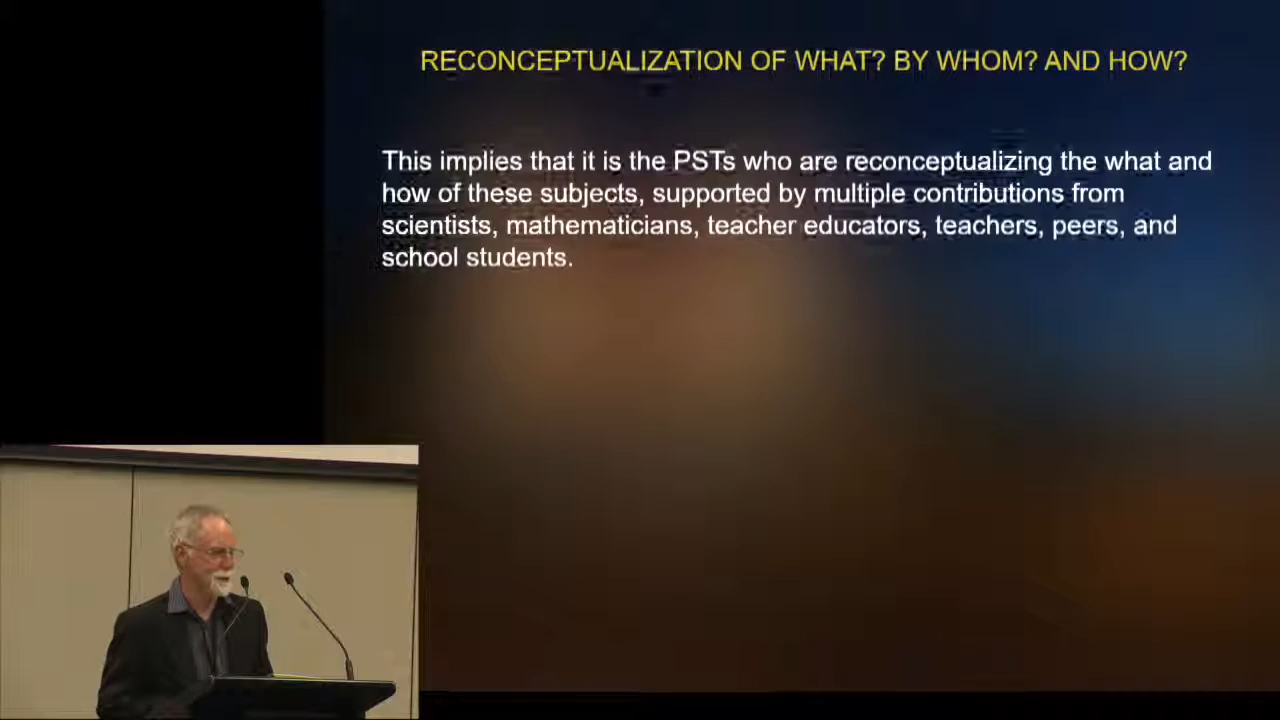 RECONCEPTUALIZATION OF WHAT? BY WHOM? AND HOW?
This implies that it is the PSTs who are reconceptualizing the what and
how of these subjects, supported by multiple contributions from
scientists, mathematicians, teacher educators, teachers, peers, and
school students.